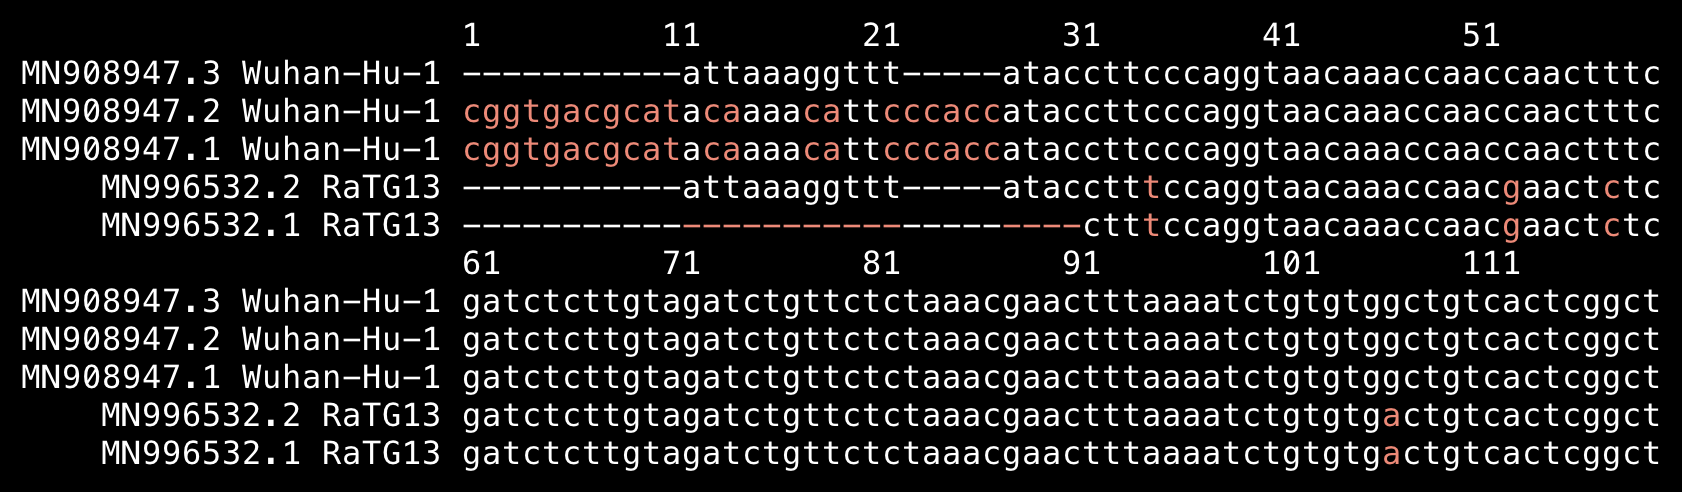 1         11        21        31        41        51
MN908947.3 Wuhan-Hu-1 -----------attaaaggttt-----ataccttcccaggtaacaaaccaaccaactttc
MN908947.2 Wuhan-Hu-1 cggtgacgcatacaaaacattcccaccataccttcccaggtaacaaaccaaccaactttc
MN908947.1 Wuhan-Hu-1 cggtgacgcatacaaaacattcccaccataccttcccaggtaacaaaccaaccaactttc
MN996532.2 RaTG13 -----------attaaaggttt-----atacctttccaggtaacaaaccaacgaactctc
MN996532.1 RaTG13 -------------------------------ctttccaggtaacaaaccaacgaactctc
61        71        81        91        101       111
MN908947.3 Wuhan-Hu-1 gatctcttgtagatctgttctctaaacgaactttaaaatctgtgtggctgtcactcggct
MN908947.2 Wuhan-Hu-1 gatctcttgtagatctgttctctaaacgaactttaaaatctgtgtggctgtcactcggct
MN908947.1 Wuhan-Hu-1 gatctcttgtagatctgttctctaaacgaactttaaaatctgtgtggctgtcactcggct
MN996532.2 RaTG13 gatctcttgtagatctgttctctaaacgaactttaaaatctgtgtgactgtcactcggct
MN996532.1 RaTG13 gatctcttgtagatctgttctctaaacgaactttaaaatctgtgtgactgtcactcggct